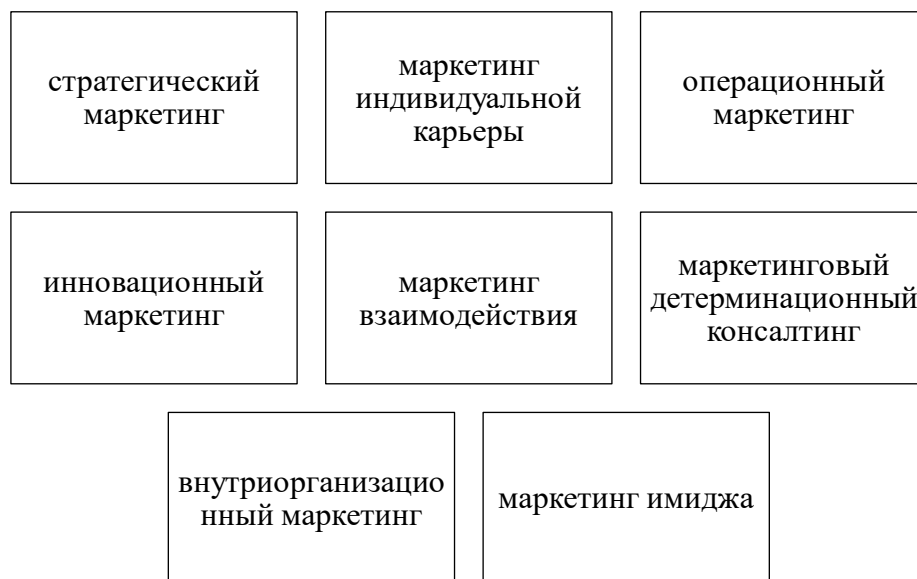 стратегический
маркетинг
маркетинг
индивидуальной
карьеры
операционный
маркетинг
инновационный
маркетинг
маркетинг
взаимодействия
маркетинговый
детерминационный
консалтинг
внутриорганизацио
нный маркетинг
маркетинг имиджа